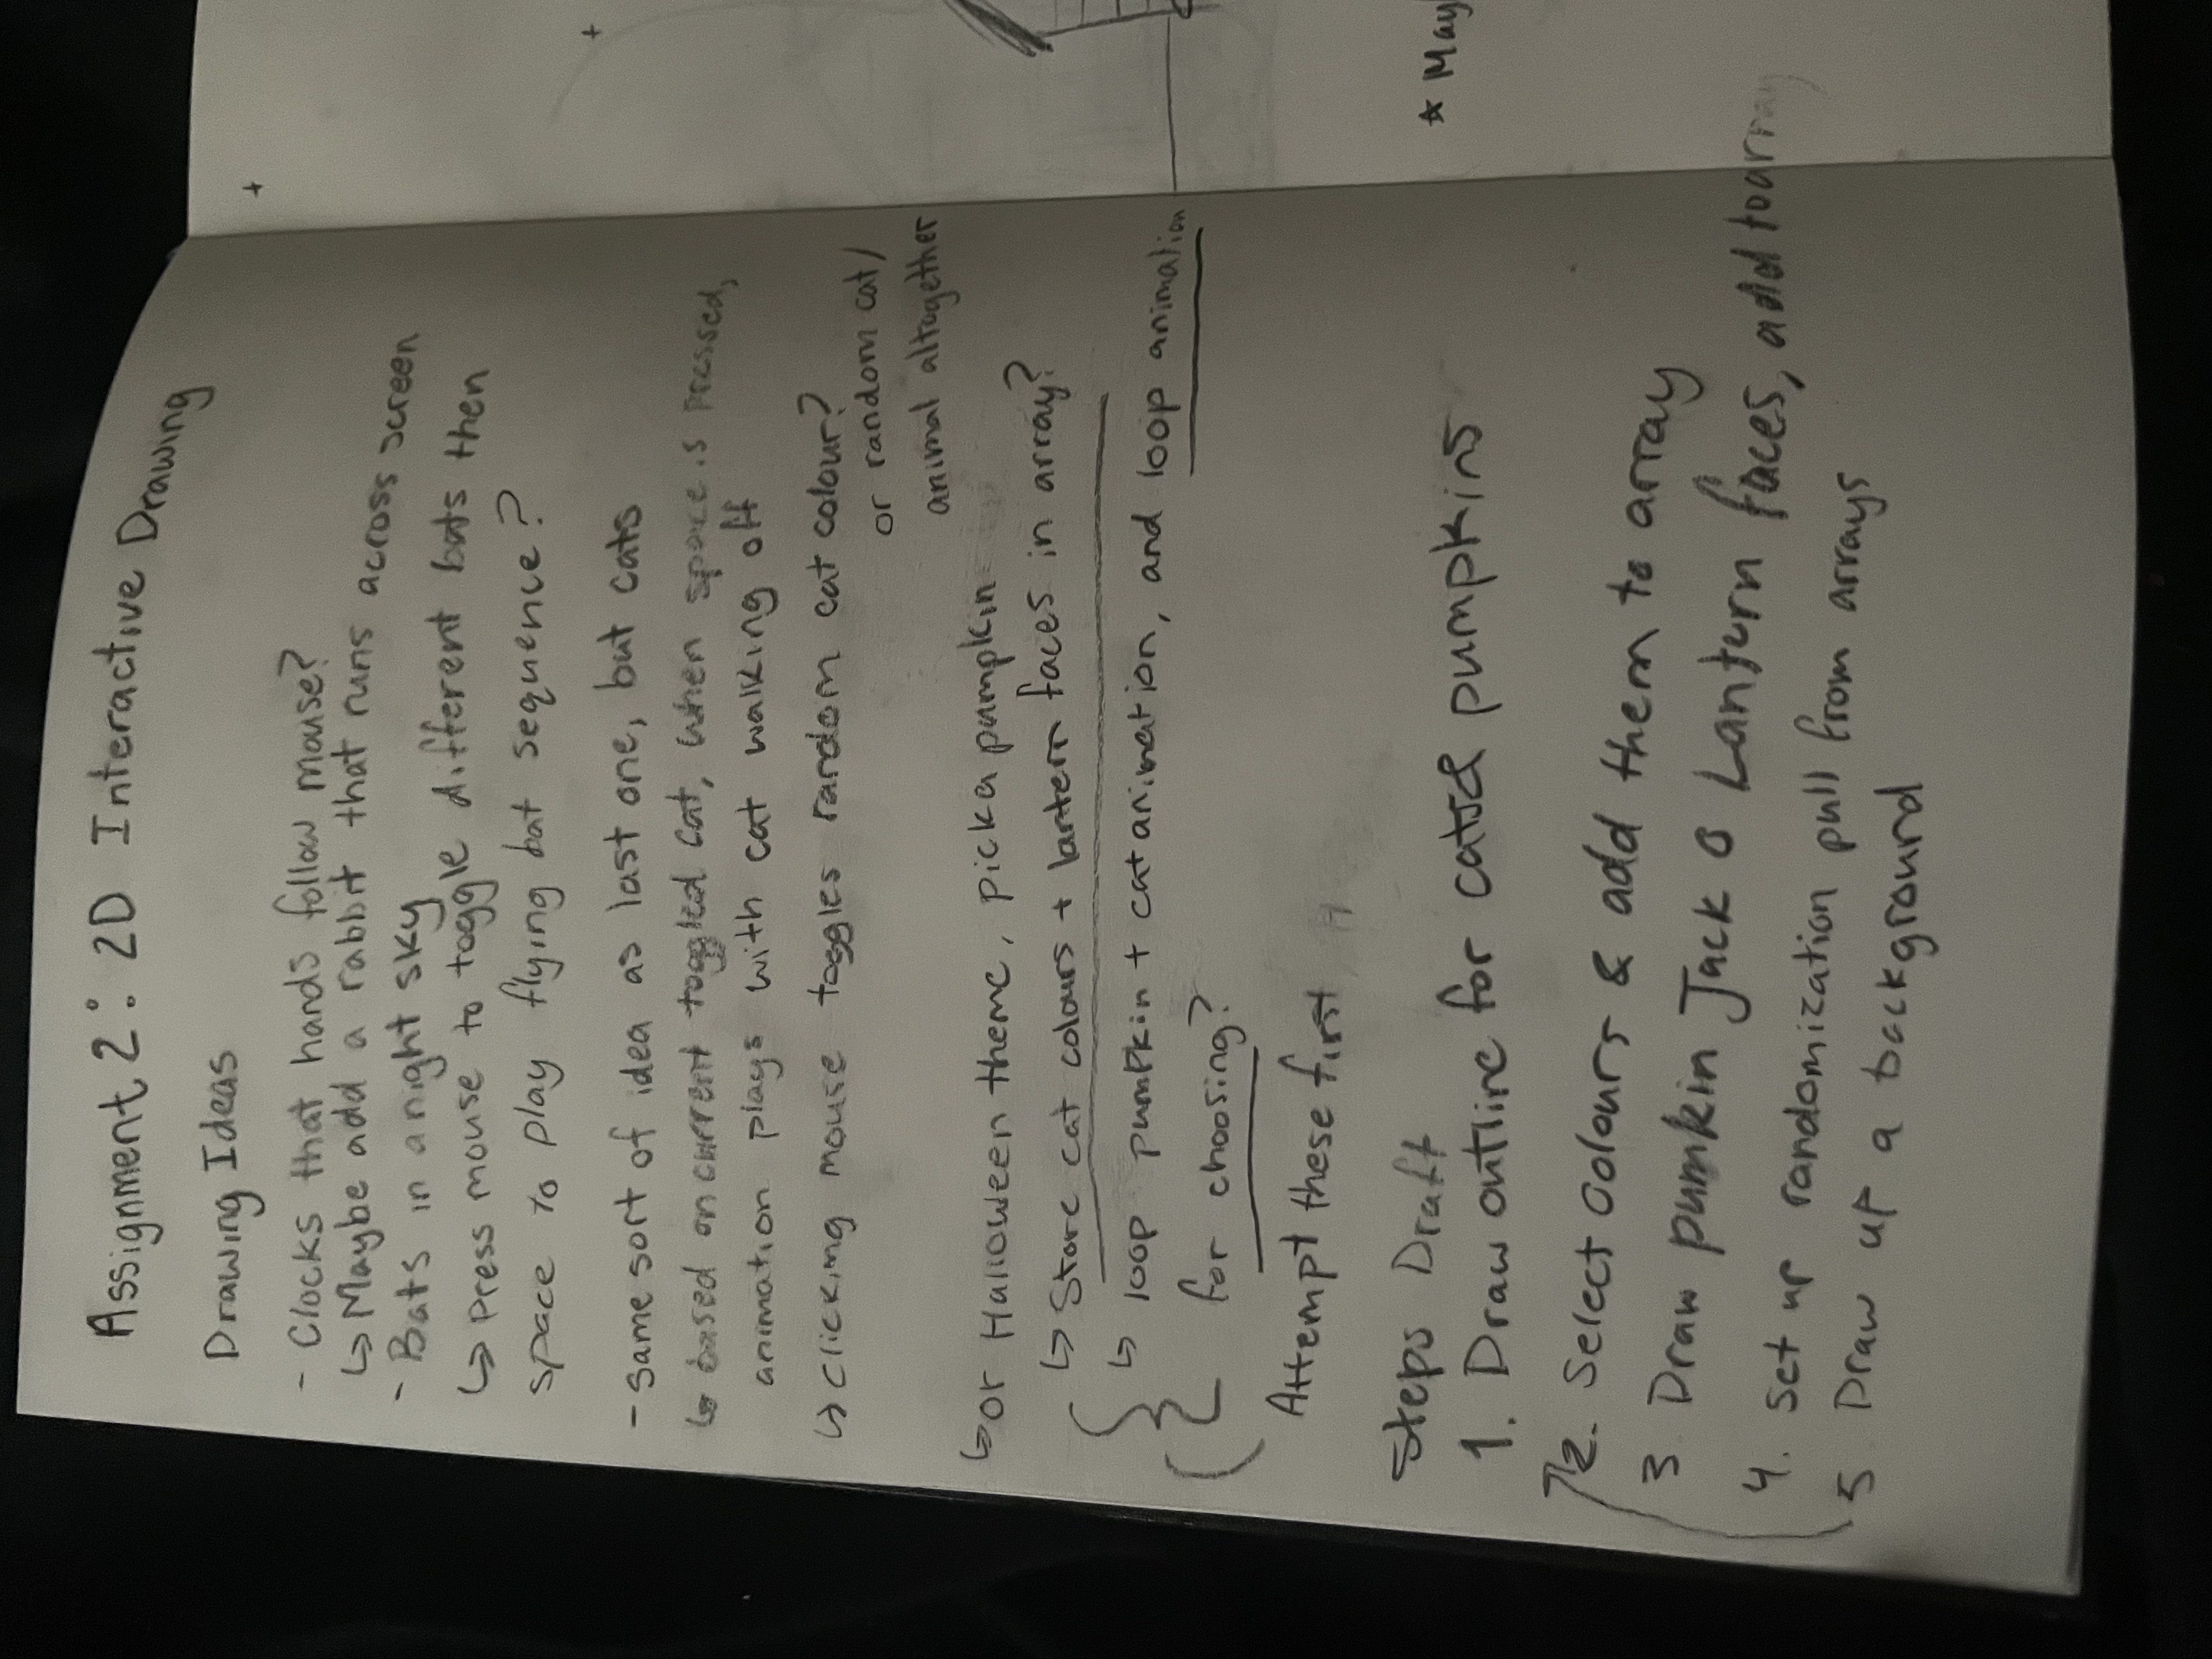 Assignment 2: 2D Interactive Drawing
Drawing Ideas
- Clocks that hands follow mouse?
↳ Maybe add a rabbit that runs across screen
- Bats in a night sky
↳ Press mouse to toggle different bats then
space to play flying bat sequence?
- same sort of idea as last one, but cats
↳ based on current toggled cat, when space is pressed,
animation plays with cat walking off
↳ clicking mouse toggles random cat colour?
or random cat/
animal altogether
↳ or Halloween theme, pick a pumpkin
↳ Store cat colours + lantern faces in array?
↳ loop pumpkin + cat animation, and loop animation
for choosing?
Attempt these first
Steps Draft
1. Draw outline for cats & pumpkins
2. Select Colours & add them to array
3 Draw pumkin Jack O Lanturn faces, add to array
4. Set up randomization pull from arrays
5 Draw up a background
☆ May